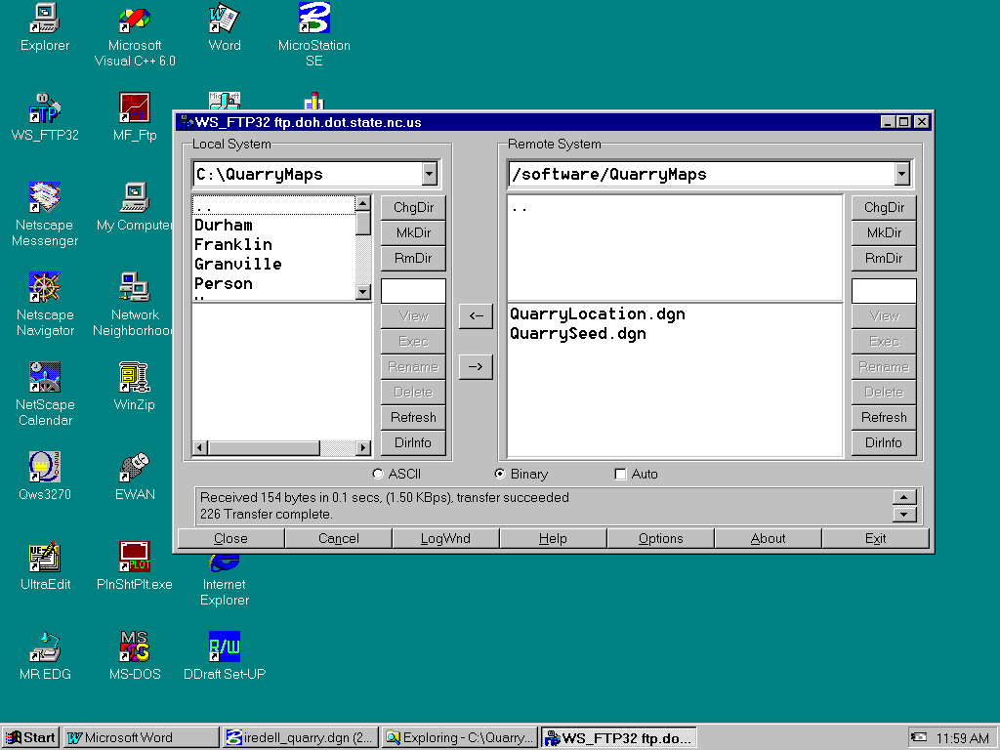 Explorer
Microsoft
Visual C++ 6.0
Word
MicroStation
SE
WS_FTP32
MF_Ftp
Netscape
Messenger
My Computer
Netscape
Navigator
Network
Neighborhood
NetScape
Calendar
WinZip
Qws3270
EWAN
UltraEdit
PlnShtPlt.exe
Internet
Explorer
MR EDG
MS-DOS
DDraft Set-UP
WS_FTP32 ftp.doh.dot.state.nc.us
Local System
C:\QuarryMaps
..
Durham
Franklin
Granville
Person
ChgDir
MkDir
RmDir
View
Exec
Rename
Delete
Refresh
DirInfo
<--
-->
Remote System
/software/QuarryMaps
..
QuarryLocation.dgn
QuarrySeed.dgn
ChgDir
MkDir
RmDir
View
Exec
Rename
Delete
Refresh
DirInfo
ASCII
Binary
Auto
Received 154 bytes in 0.1 secs, (1.50 KBps), transfer succeeded
226 Transfer complete.
Close
Cancel
LogWnd
Help
Options
About
Exit
Start
Microsoft Word
iredell_quarry.dgn (2...
Exploring - C:\Quarry...
WS_FTP32 ftp.do...
11:59 AM